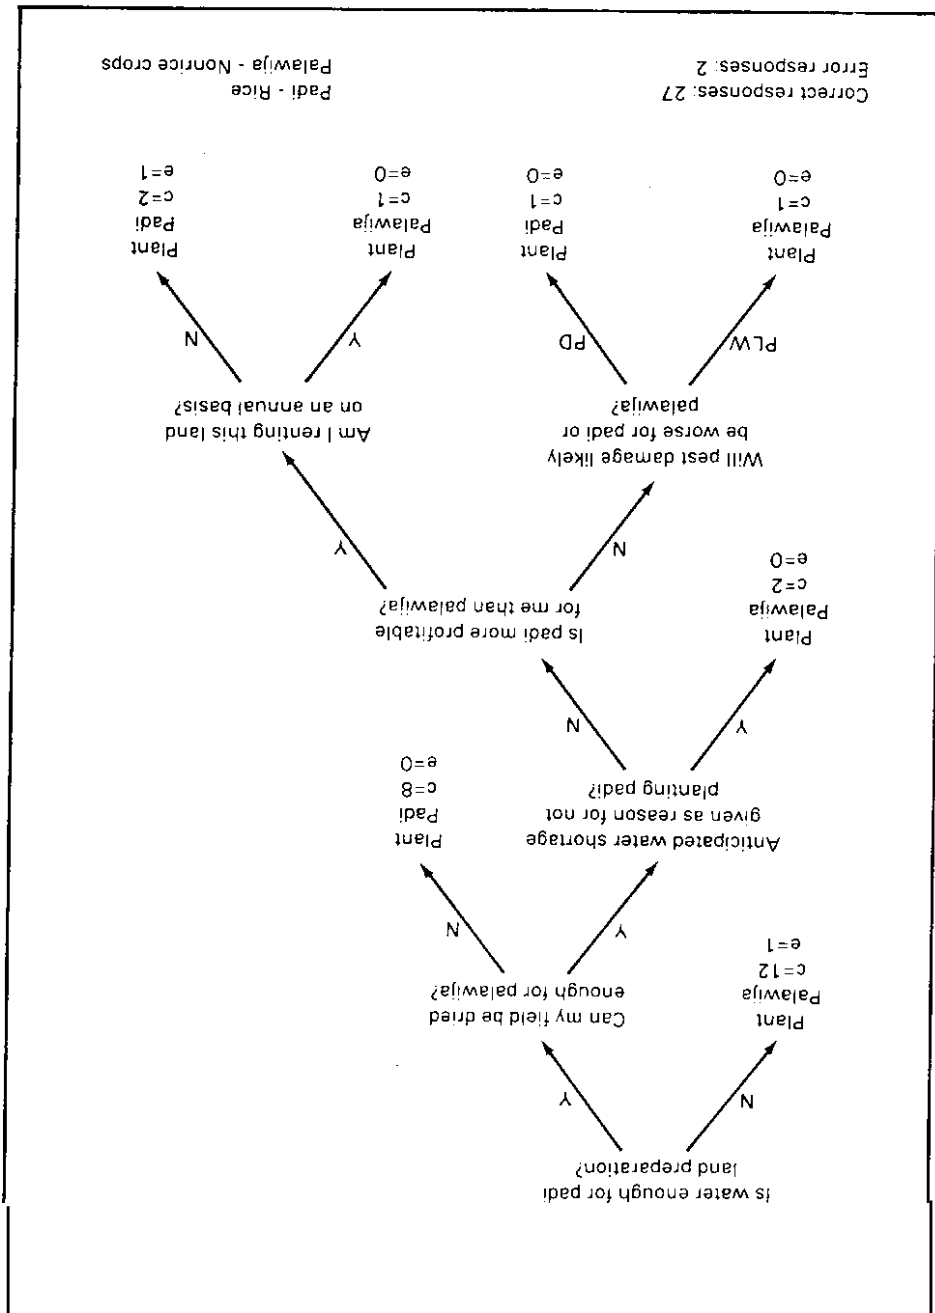 Is water enough for padi
land preparation?
N
Y
Plant
Palawija
c=12
e=1
Can my field be dried
enough for palawija?
Y
N
Anticipated water shortage
given as reason for not
planting padi?
Plant
Padi
c=8
e=0
Y
N
Plant
Palawija
c=2
e=0
Is padi more profitable
for me than palawija?
N
Y
Will pest damage likely
be worse for padi or
palawija?
Am I renting this land
on an annual basis?
PLW
PD
Y
N
Plant
Palawija
c=1
e=0
Plant
Padi
c=1
e=0
Plant
Palawija
c=1
e=0
Plant
Padi
c=2
e=1
Correct responses: 27
Error responses: 2
Padi - Rice
Palawija - Nonrice crops